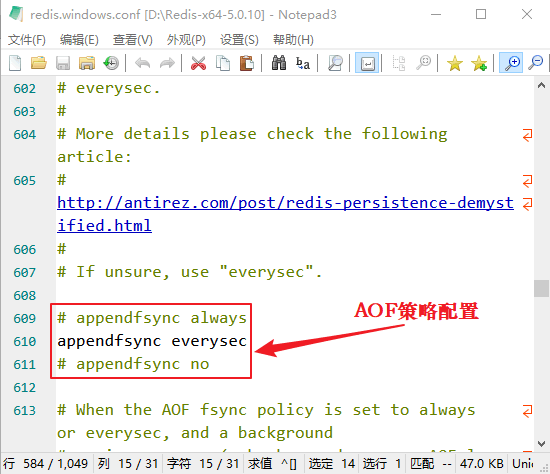 redis.windows.conf [D:\Redis-x64-5.0.10] - Notepad3
文件(F) 编辑(E) 查看(V) 外观(P) 设置(S) 帮助(H)
602 # everysec.
603 #
604 # More details please check the following
article:
605 #
http://antirez.com/post/redis-persistence-demyst
ified.html
606 #
607 # If unsure, use "everysec".
608
609 # appendfsync always
AOF策略配置
610 appendfsync everysec
611 # appendfsync no
612
613 # When the AOF fsync policy is set to always
or everysec, and a background
行 584 / 1,049 列 15 / 31 字符 15 / 31 求值 ^[] 选定 14 选行 1 匹配 -- 47.0 KB Unic